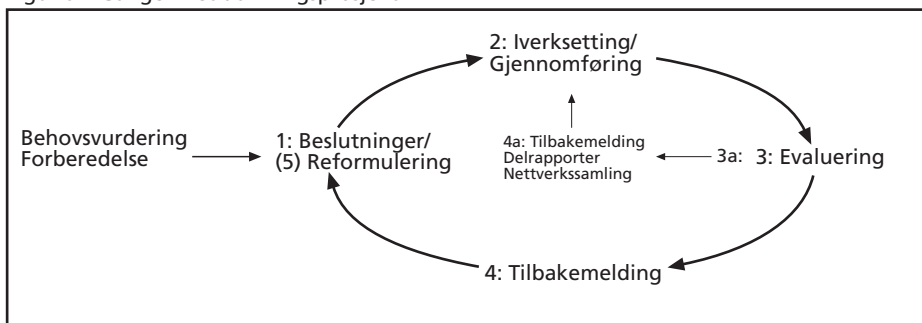 2: Iverksetting/
Gjennomføring
Behovsvurdering
Forberedelse
1: Beslutninger/
(5) Reformulering
4a: Tilbakemelding
Delrapporter
Nettverkssamling
3a:
3: Evaluering
4: Tilbakemelding